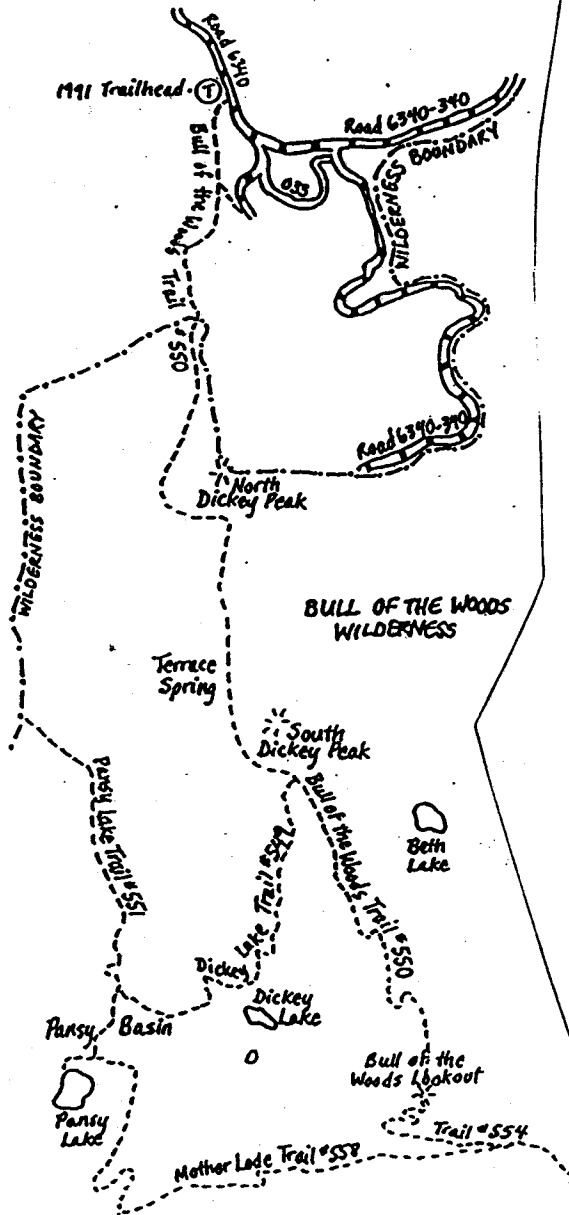 Road 6340
1991 Trailhead
T
Road 6340-340
WILDERNESS BOUNDARY
Bull of the Woods Trail #550
033
Road 6340-340
North
Dickey Peak
WILDERNESS BOUNDARY
BULL OF THE WOODS
WILDERNESS
Terrace
Spring
South
Dickey Peak
Pansy Lake Trail #551
Bull of the Woods Trail #550
Beth
Lake
Dickey Lake Trail #549
Dickey
Lake
Pansy Basin
Bull of the
Woods Lookout
Pansy
Lake
Trail #554
Mother Lode Trail #558